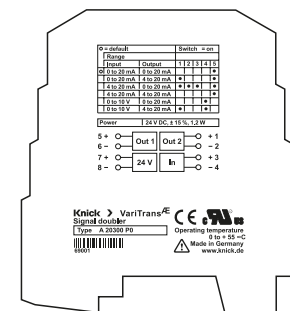 o = default Switch • = on
Range
Input Output 1 2 3 4 5
o 0 to 20 mA 0 to 20 mA •
0 to 20 mA 4 to 20 mA • •
4 to 20 mA 0 to 20 mA • • • •
4 to 20 mA 4 to 20 mA •
0 to 10 V 0 to 20 mA •
0 to 10 V 4 to 20 mA • •
Power 24 V DC, ± 15 %, 1,2 W
5 + Out 1 Out 2 + 1
6 – – 2
7 + 24 V In + 3
8 – – 4
Knick > VariTrans Æ CE c UL US
Signal doubler
Type A 20300 P0 Operating temperature
0 to + 55 °C
69001 Made in Germany
www.knick.de